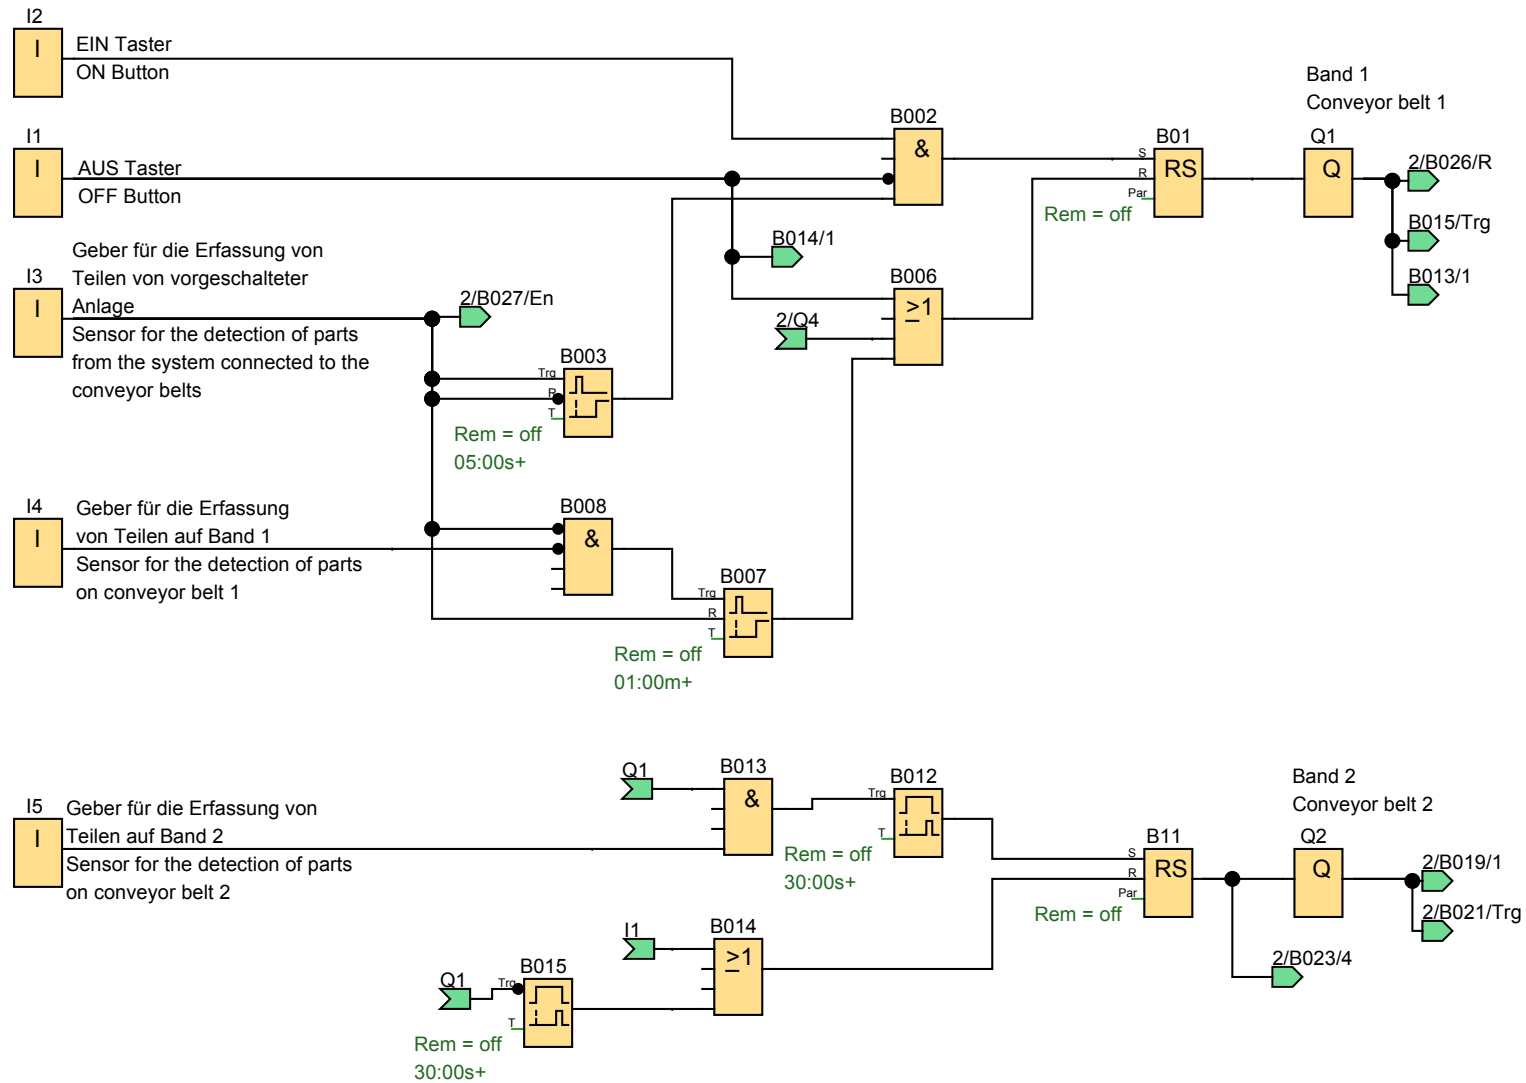 I2
I
EIN Taster
ON Button
I1
I
AUS Taster
OFF Button
I3
I
Geber für die Erfassung von
Teilen von vorgeschalteter
Anlage
Sensor for the detection of parts
from the system connected to the
conveyor belts
2/B027/En
B003
Trg
R
T
Rem = off
05:00s+
B014/1
2/Q4
B002
&
B006
≥1
B01
S
R
Par
RS
Rem = off
Band 1
Conveyor belt 1
Q1
Q
2/B026/R
B015/Trg
B013/1
I4
I
Geber für die Erfassung
von Teilen auf Band 1
Sensor for the detection of parts
on conveyor belt 1
B008
&
B007
Trg
R
T
Rem = off
01:00m+
I5
I
Geber für die Erfassung von
Teilen auf Band 2
Sensor for the detection of parts
on conveyor belt 2
Q1
B013
&
B012
Trg
T
Rem = off
30:00s+
I1
B014
≥1
Q1
B015
Trg
T
Rem = off
30:00s+
B11
S
R
Par
RS
Rem = off
Band 2
Conveyor belt 2
Q2
Q
2/B019/1
2/B021/Trg
2/B023/4